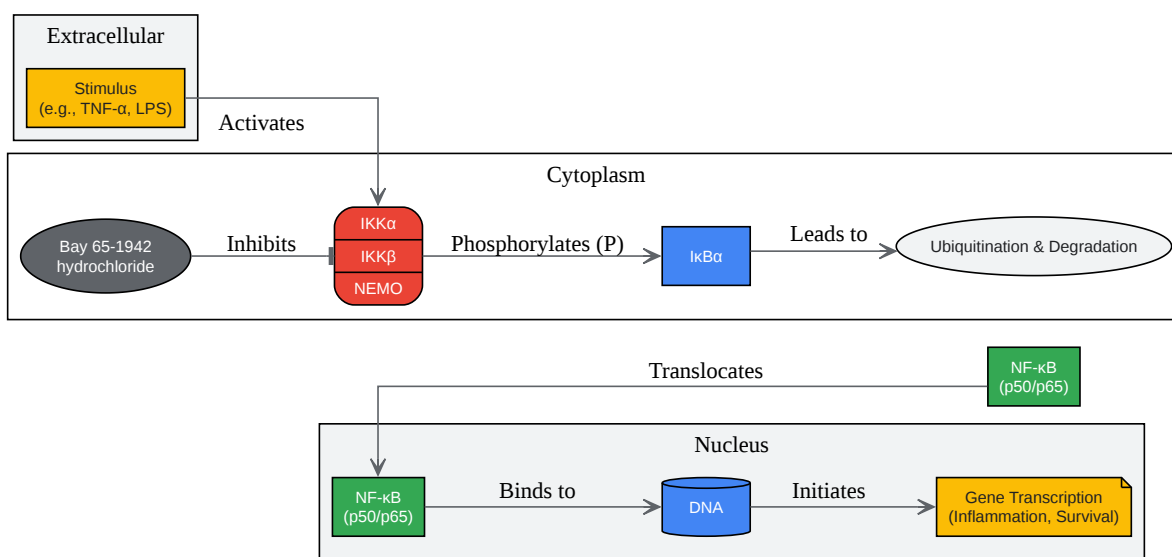 Extracellular
Stimulus
(e.g., TNF-α, LPS)
Activates
Cytoplasm
Bay 65-1942
hydrochloride
Inhibits
IKKα
IKKβ
NEMO
Phosphorylates (P)
IκBα
Leads to
Ubiquitination & Degradation
Translocates
NF-κB
(p50/p65)
Nucleus
NF-κB
(p50/p65)
Binds to
DNA
Initiates
Gene Transcription
(Inflammation, Survival)